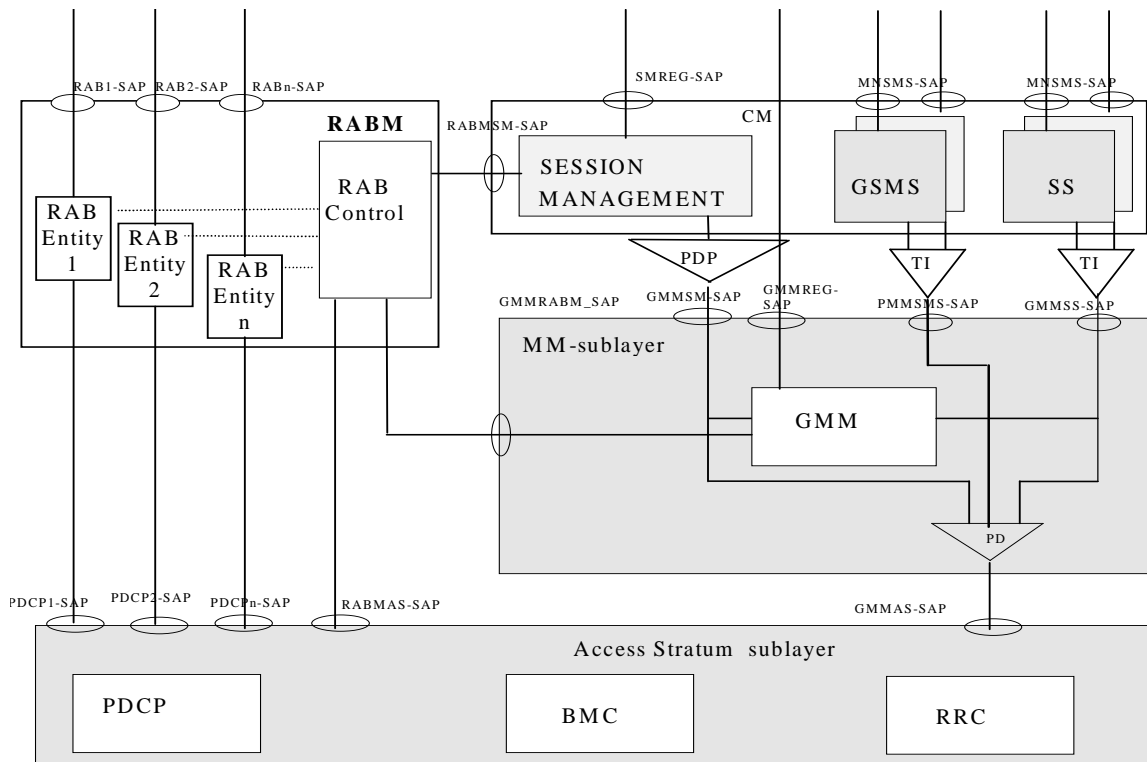 RAB1-SAP
RAB2-SAP
RABn-SAP
SMREG-SAP
MNSMS-SAP
MNSMS-SAP
RABM
RABMSM-SAP
CM
RAB
Control
SESSION
MANAGEMENT
GSMS
SS
RAB
Entity
1
RAB
Entity
2
RAB
Entity
n
PDP
TI
TI
GMMRABM_SAP
GMMSM-SAP
GMMREG-
SAP
PMMSMS-SAP
GMMSS-SAP
MM-sublayer
GMM
PD
PDCP1-SAP
PDCP2-SAP
PDCPn-SAP
RABMAS-SAP
GMMAS-SAP
Access Stratum sublayer
PDCP
BMC
RRC